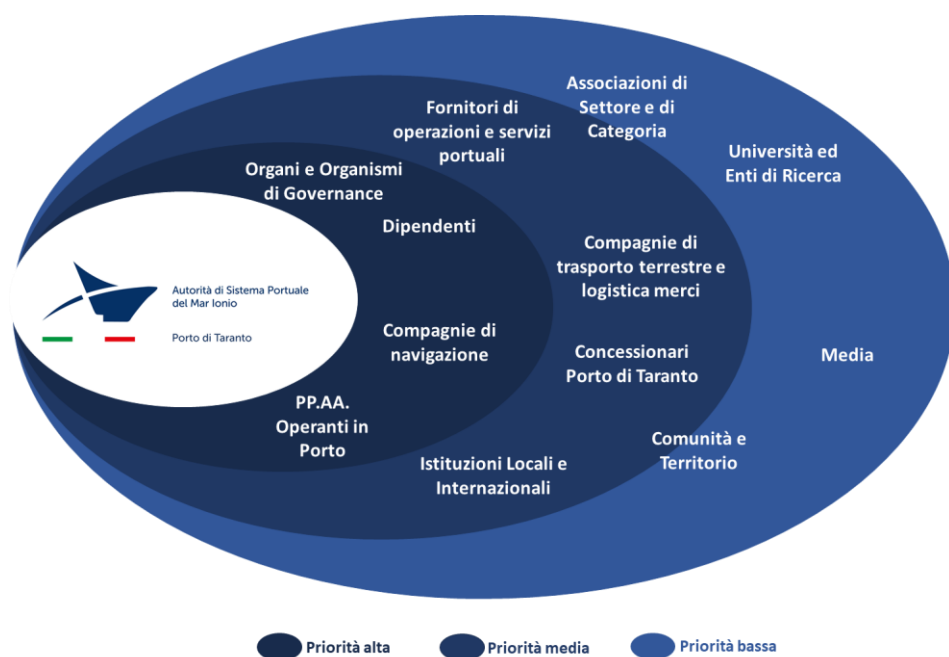 Associazioni di
Settore e di
Categoria
Fornitori di
operazioni e servizi
portuali
Università ed
Enti di Ricerca
Organi e Organismi
di Governance
Dipendenti
Compagnie di
trasporto terrestre e
logistica merci
Autorità di Sistema Portuale
del Mar Ionio
Porto di Taranto
Compagnie di
navigazione
Concessionari
Porto di Taranto
Media
PP.AA.
Operanti in
Porto
Comunità e
Territorio
Istituzioni Locali e
Internazionali
Priorità alta
Priorità media
Priorità bassa